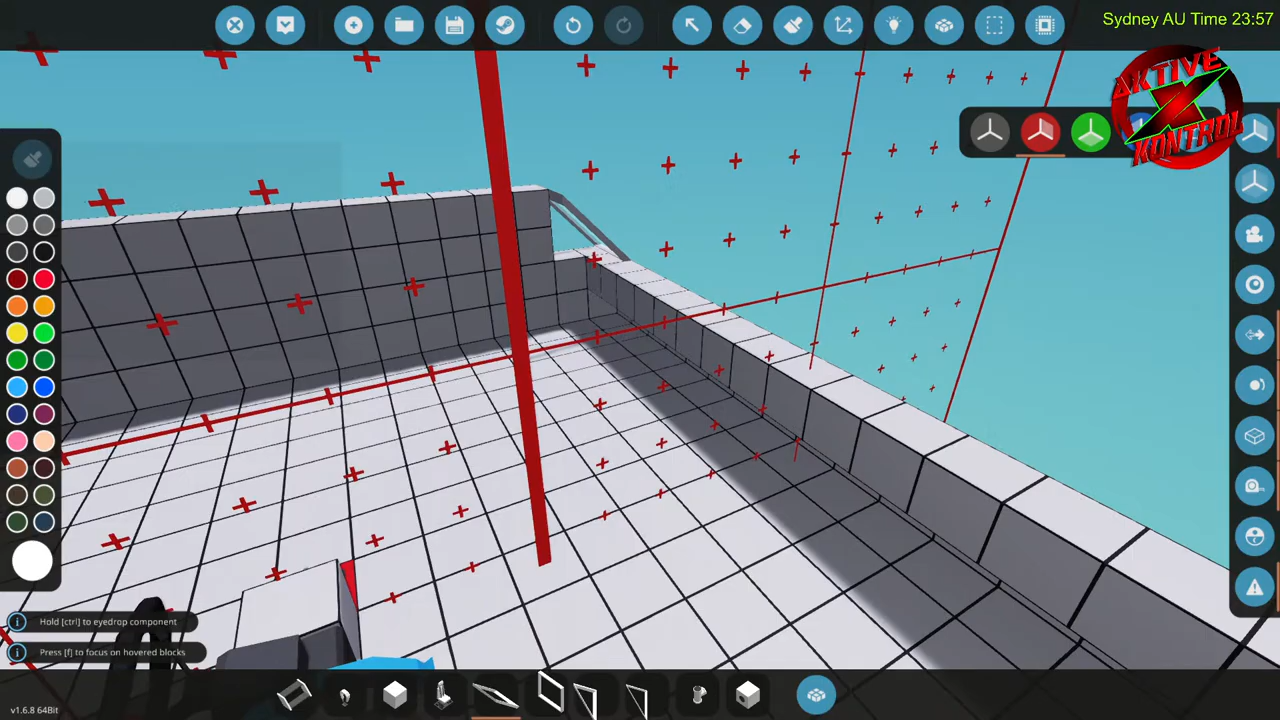 Sydney AU Time 23:57
AKTIVE
X
KONTROL
Hold [ctrl] to eyedrop component
Press [f] to focus on hovered blocks
v1.6.8 64Bit